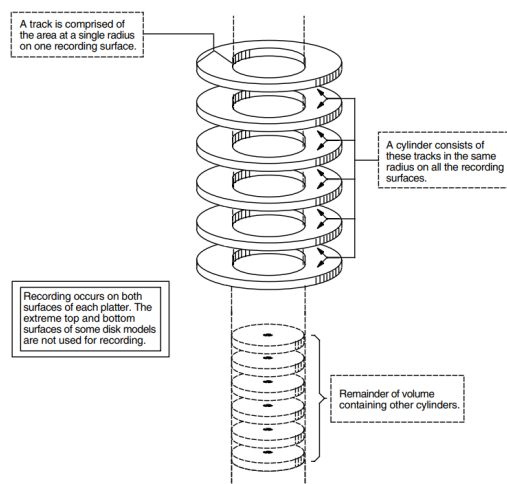 A track is comprised of
the area at a single radius
on one recording surface.
A cylinder consists of
these tracks in the same
radius on all the recording
surfaces.
Recording occurs on both
surfaces of each platter. The
extreme top and bottom
surfaces of some disk models
are not used for recording.
Remainder of volume
containing other cylinders.